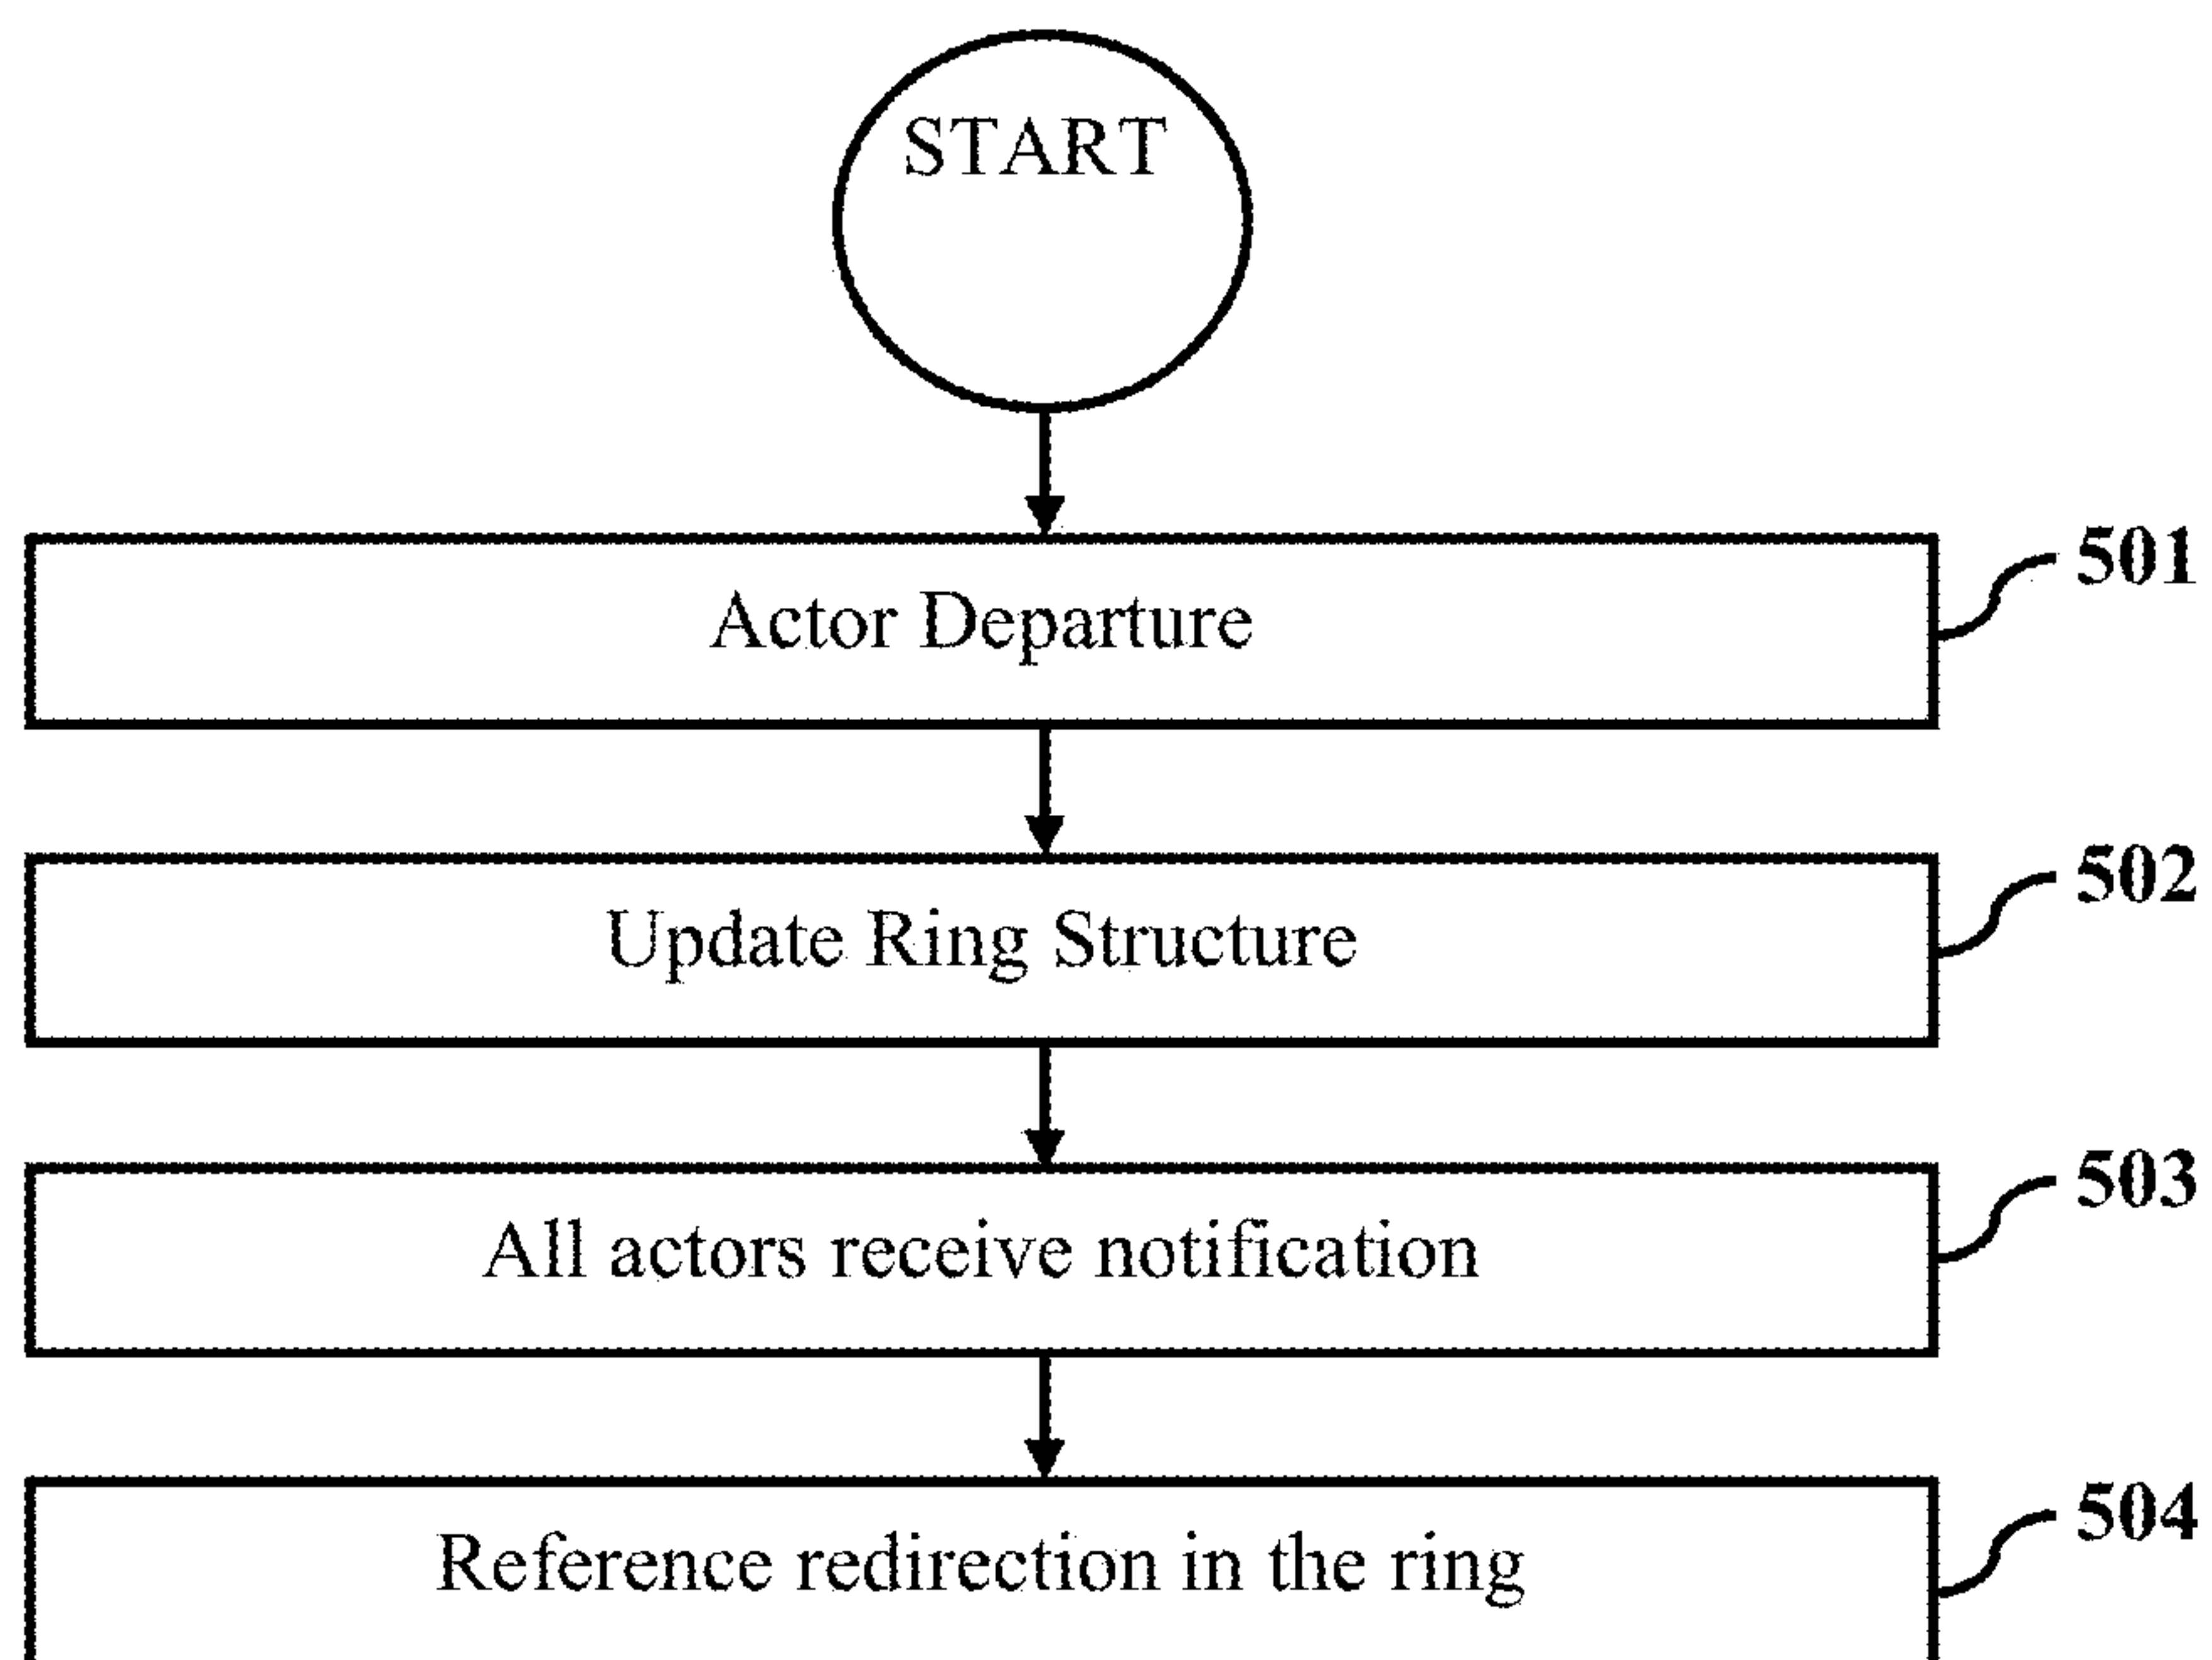 START
Actor Departure
501
Update Ring Structure
502
All actors receive notification
503
Reference redirection in the ring
504